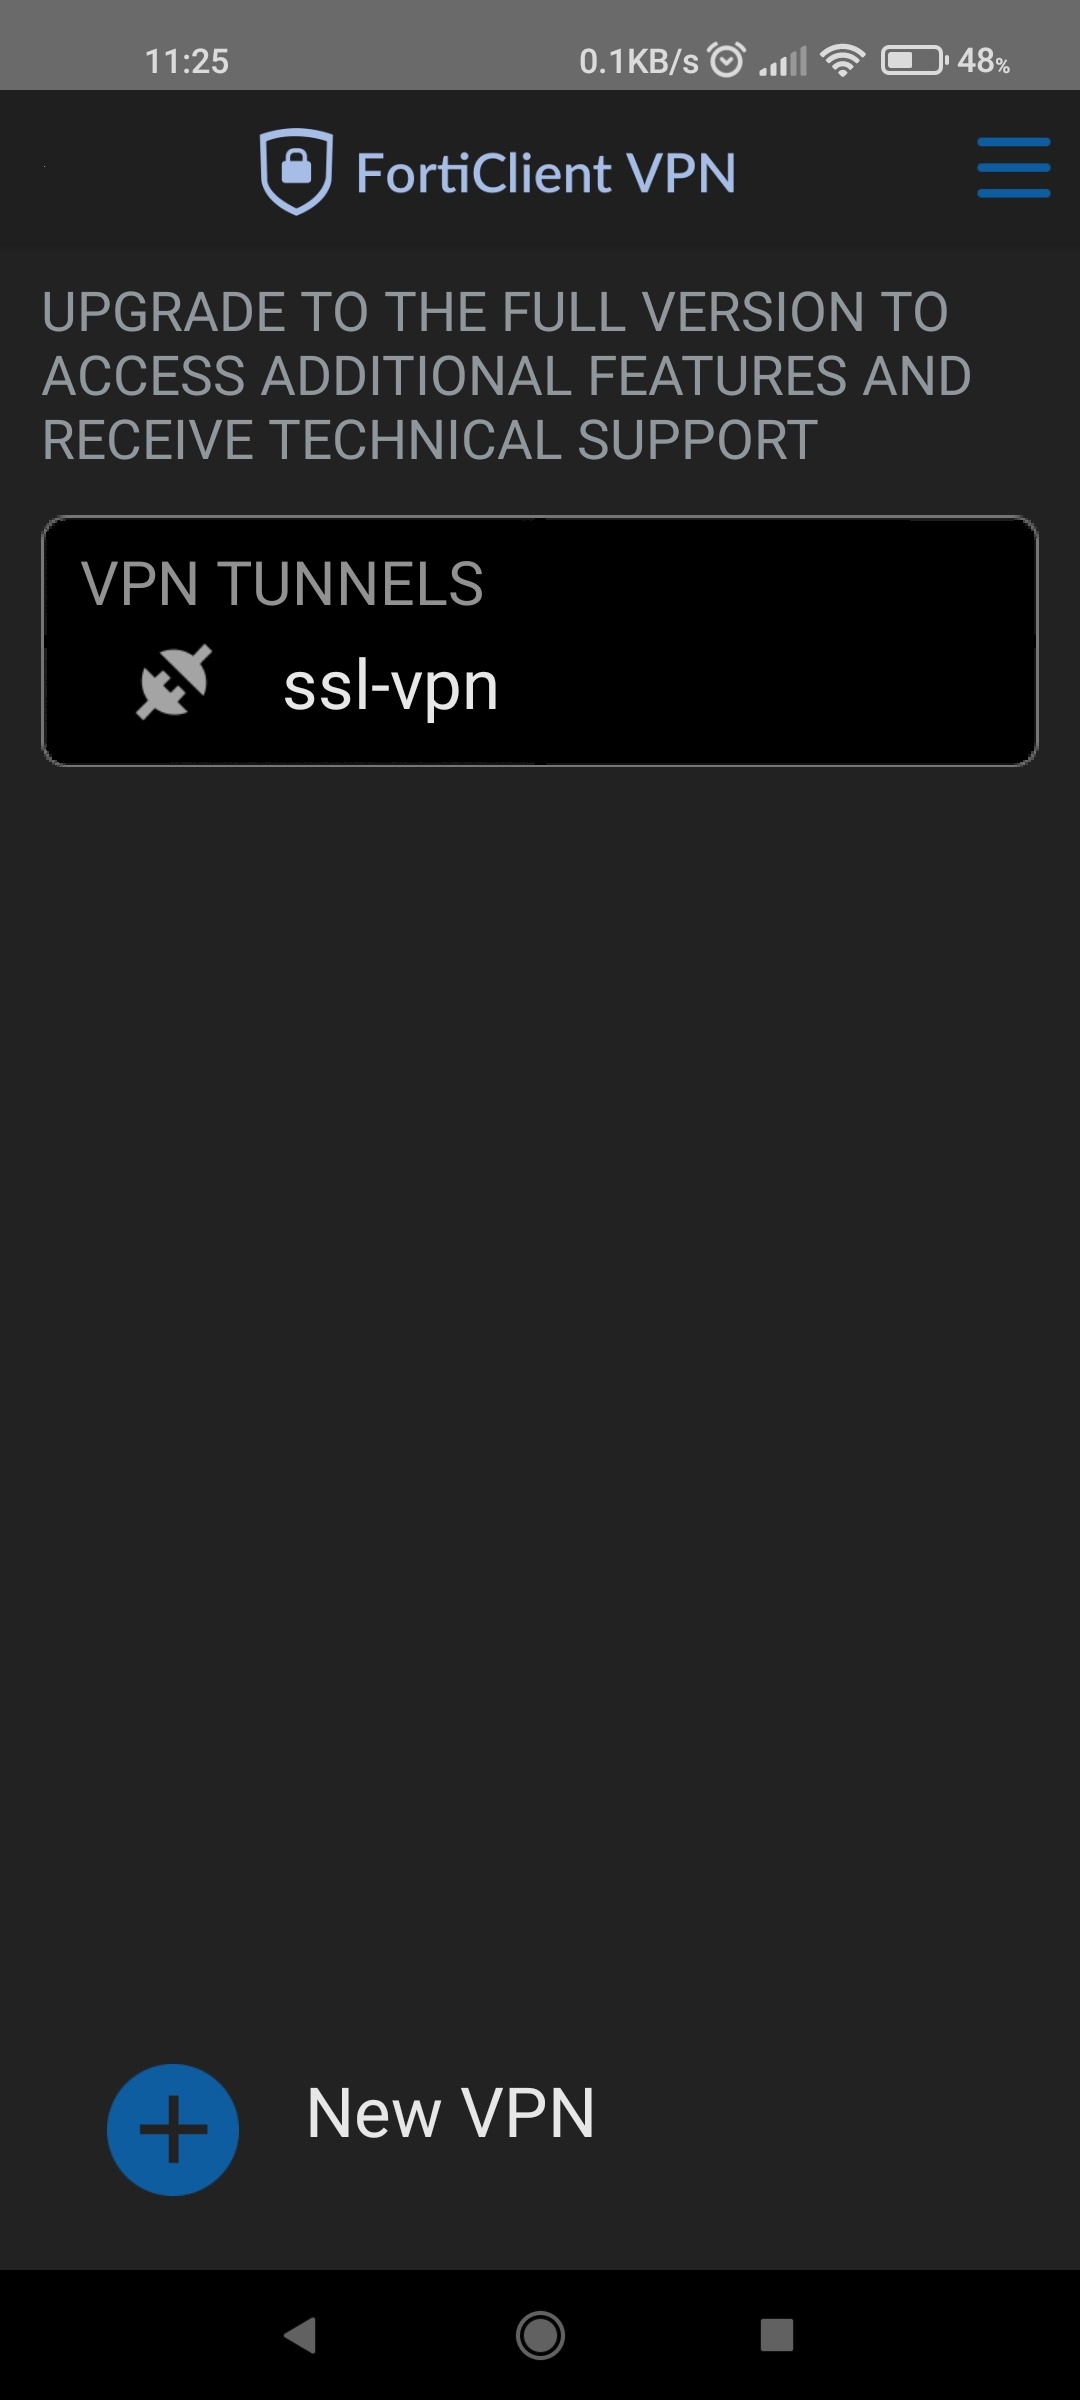 11:25 0.1KB/s 48%
FortiClient VPN
UPGRADE TO THE FULL VERSION TO
ACCESS ADDITIONAL FEATURES AND
RECEIVE TECHNICAL SUPPORT
VPN TUNNELS
ssl-vpn
New VPN